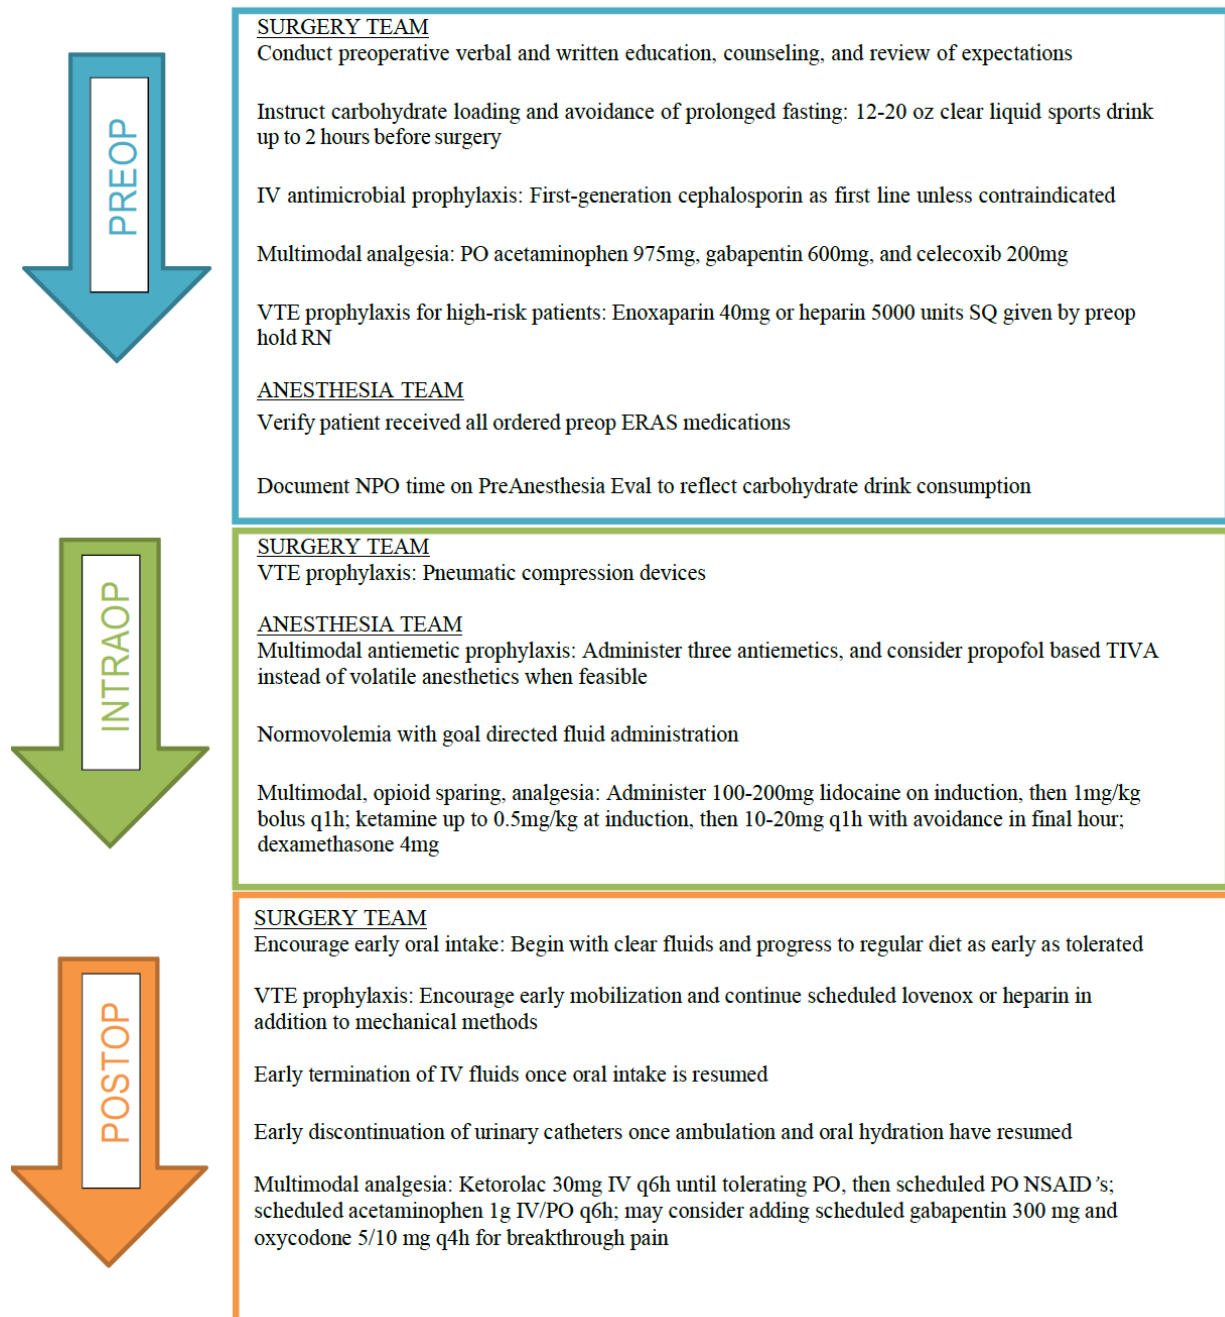 PREOP
SURGERY TEAM
Conduct preoperative verbal and written education, counseling, and review of expectations
Instruct carbohydrate loading and avoidance of prolonged fasting: 12-20 oz clear liquid sports drink
up to 2 hours before surgery
IV antimicrobial prophylaxis: First-generation cephalosporin as first line unless contraindicated
Multimodal analgesia: PO acetaminophen 975mg, gabapentin 600mg, and celecoxib 200mg
VTE prophylaxis for high-risk patients: Enoxaparin 40mg or heparin 5000 units SQ given by preop
hold RN
ANESTHESIA TEAM
Verify patient received all ordered preop ERAS medications
Document NPO time on PreAnesthesia Eval to reflect carbohydrate drink consumption
INTRAOP
SURGERY TEAM
VTE prophylaxis: Pneumatic compression devices
ANESTHESIA TEAM
Multimodal antiemetic prophylaxis: Administer three antiemetics, and consider propofol based TIVA
instead of volatile anesthetics when feasible
Normovolemia with goal directed fluid administration
Multimodal, opioid sparing, analgesia: Administer 100-200mg lidocaine on induction, then 1mg/kg
bolus q1h; ketamine up to 0.5mg/kg at induction, then 10-20mg q1h with avoidance in final hour;
dexamethasone 4mg
POSTOP
SURGERY TEAM
Encourage early oral intake: Begin with clear fluids and progress to regular diet as early as tolerated
VTE prophylaxis: Encourage early mobilization and continue scheduled lovenox or heparin in
addition to mechanical methods
Early termination of IV fluids once oral intake is resumed
Early discontinuation of urinary catheters once ambulation and oral hydration have resumed
Multimodal analgesia: Ketorolac 30mg IV q6h until tolerating PO, then scheduled PO NSAID's;
scheduled acetaminophen 1g IV/PO q6h; may consider adding scheduled gabapentin 300 mg and
oxycodone 5/10 mg q4h for breakthrough pain